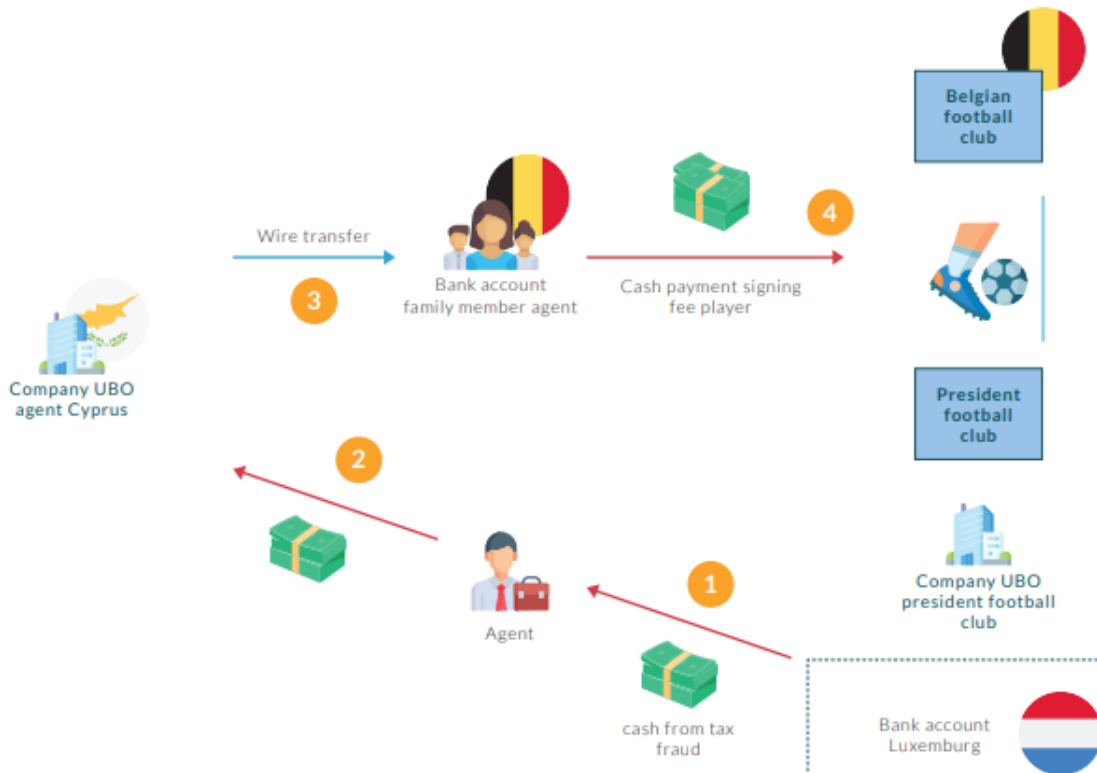 Belgian
football
club
4
Wire transfer
3
Bank account
family member agent
Cash payment signing
fee player
Company UBO
agent Cyprus
President
football
club
2
1
Agent
Company UBO
president football
club
cash from tax
fraud
Bank account
Luxemburg